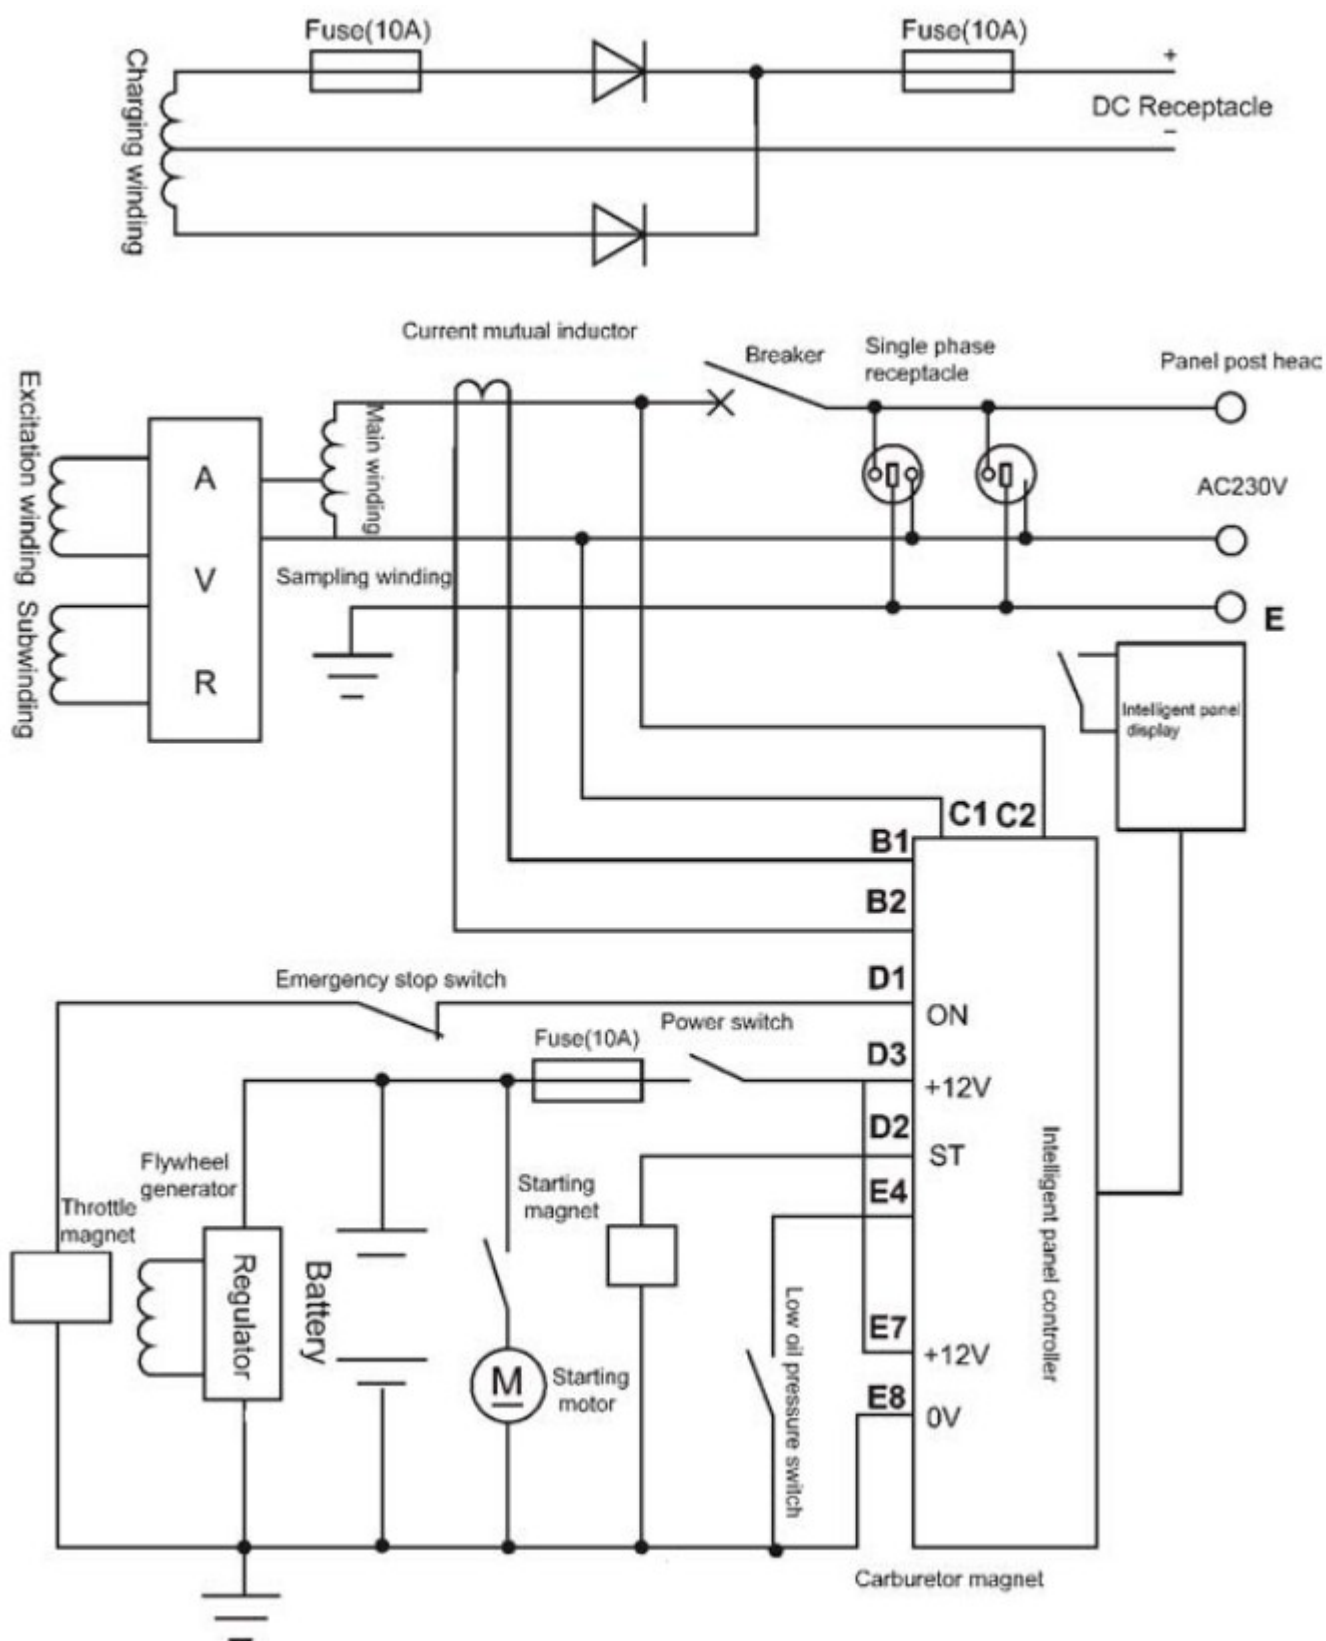 Fuse(10A)
Fuse(10A)
+
DC Receptacle
−
Charging winding
Current mutual inductor
Breaker
Single phase
receptacle
Panel post heac
Excitation winding
Subwinding
A
V
R
Main winding
Sampling winding
AC230V
E
Intelligent panel
display
C1
C2
B1
B2
D1
ON
Emergency stop switch
Power switch
Fuse(10A)
D3
+12V
D2
ST
E4
Flywheel
generator
Throttle
magnet
Regulator
Battery
Starting
magnet
M
Starting
motor
Low oil pressure switch
Intelligent panel controller
E7
+12V
E8
0V
Carburetor magnet